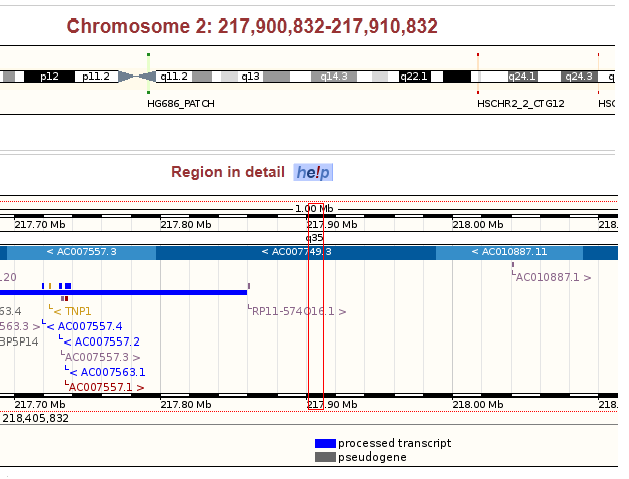 Chromosome 2: 217,900,832-217,910,832
p12 p11.2 q11.2 q13 q14.3 q22.1 q24.1 q24.3 q
HG686_PATCH HSCHR2_2_CTG12 HSC
Region in detail help
1.00 Mb
217.70 Mb 217.80 Mb 217.90 Mb 218.00 Mb 218.
q35
< AC007557.3 < AC007749.3 < AC010887.11
.20 AC010887.1 >
63.4 < TNP1 RP11-574O16.1 >
563.3 > < AC007557.4
3P5P14 < AC007557.2
AC007557.3 >
< AC007563.1
AC007557.1 >
217.70 Mb 217.80 Mb 217.90 Mb 218.00 Mb 218.
218,405,832
processed transcript
pseudogene